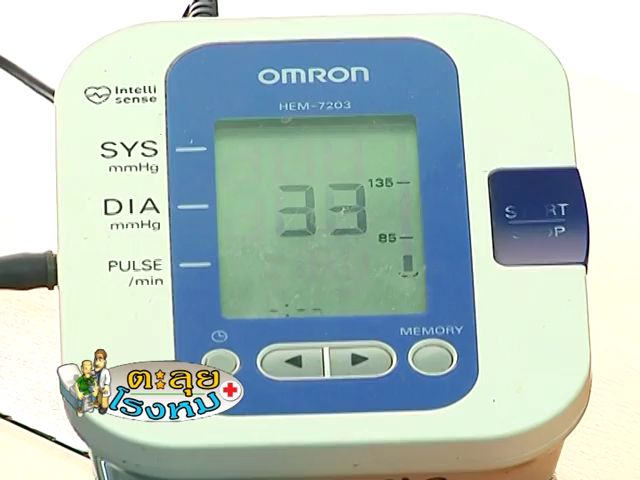 OMRON
Intelli
sense
HEM-7203
SYS
mmHg
135
33
DIA
mmHg
85
START
STOP
PULSE
/min
MEMORY
ตะลุย
โรงหมอ